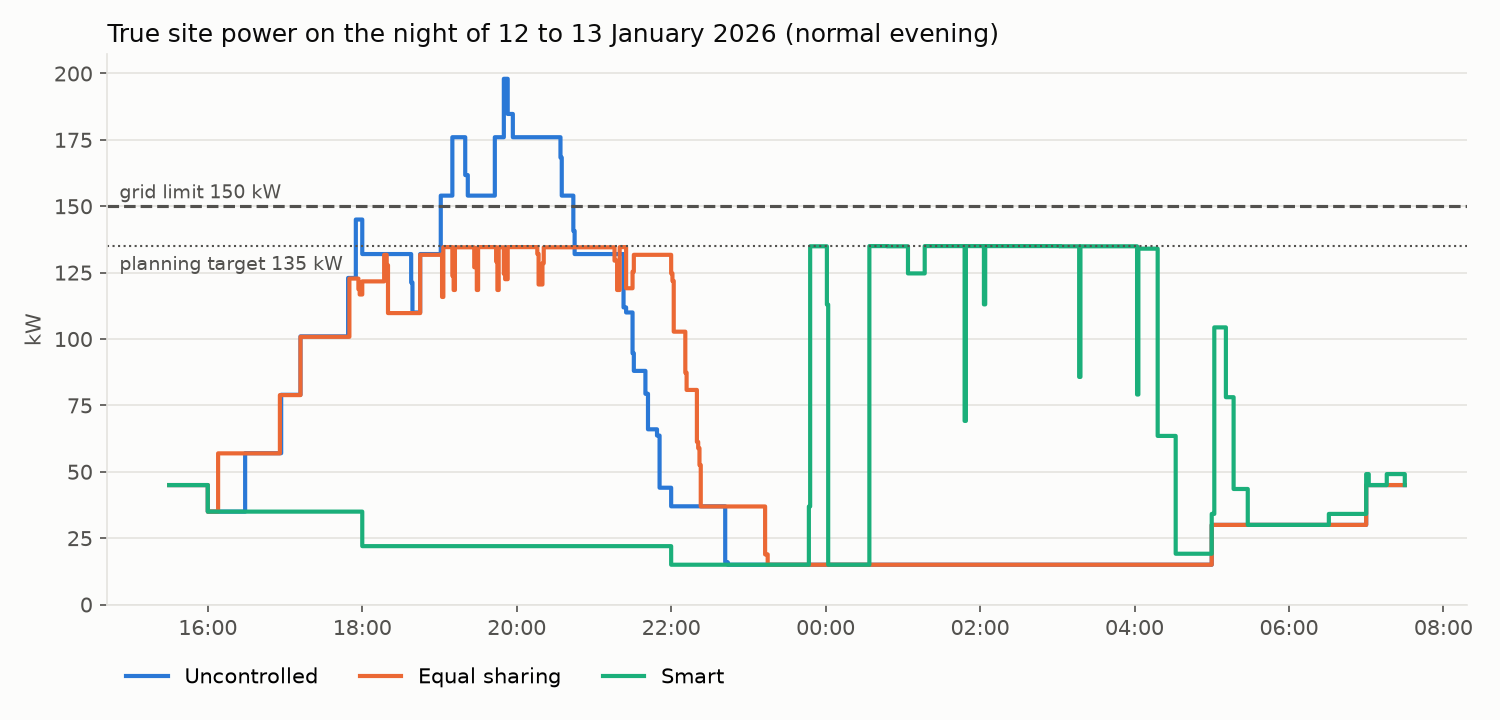 True site power on the night of 12 to 13 January 2026 (normal evening)
200
175
150
125
100
75
50
25
0
kW
grid limit 150 kW
planning target 135 kW
16:00 18:00 20:00 22:00 00:00 02:00 04:00 06:00 08:00
Uncontrolled Equal sharing Smart